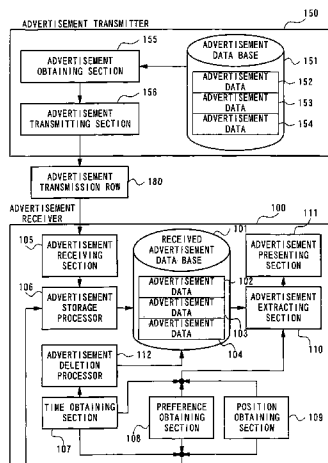 ADVERTISEMENT TRANSMITTER
150
155
ADVERTISEMENT
OBTAINING SECTION
156
ADVERTISEMENT
TRANSMITTING SECTION
ADVERTISEMENT
DATA BASE
151
ADVERTISEMENT
DATA
152
ADVERTISEMENT
DATA
153
ADVERTISEMENT
DATA
154
ADVERTISEMENT
TRANSMISSION ROW
180
ADVERTISEMENT
RECEIVER
100
105
ADVERTISEMENT
RECEIVING
SECTION
106
ADVERTISEMENT
STORAGE
PROCESSOR
101
RECEIVED
ADVERTISEMENT
DATA BASE
102
ADVERTISEMENT
DATA
ADVERTISEMENT
DATA
103
ADVERTISEMENT
DATA
104
111
ADVERTISEMENT
PRESENTING
SECTION
ADVERTISEMENT
EXTRACTING
SECTION
110
112
ADVERTISEMENT
DELETION
PROCESSOR
TIME OBTAINING
SECTION
107
PREFERENCE
OBTAINING
SECTION
108
POSITION
OBTAINING
SECTION
109